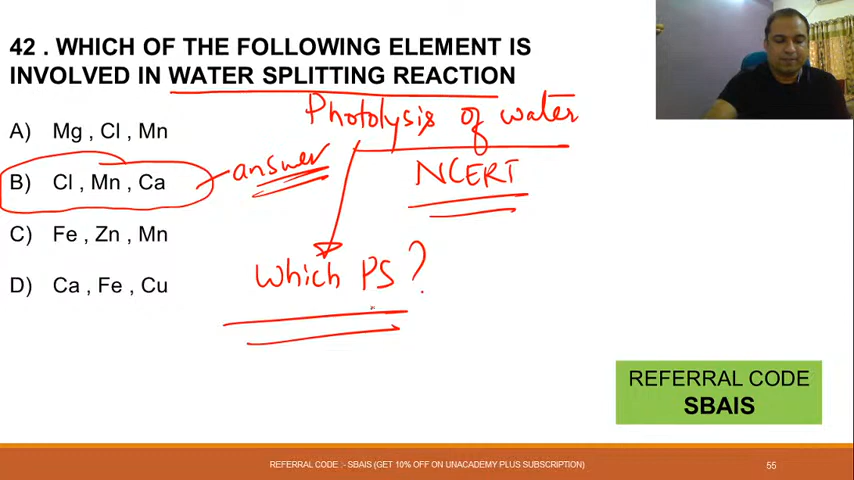 42 . WHICH OF THE FOLLOWING ELEMENT IS
INVOLVED IN WATER SPLITTING REACTION
Photolysis of water
A) Mg , Cl , Mn
answer
NCERT
B) Cl , Mn , Ca
C) Fe , Zn , Mn
Which PS ?
D) Ca , Fe , Cu
REFERRAL CODE
SBAIS
REFERRAL CODE :- SBAIS (GET 10% OFF ON UNACADEMY PLUS SUBSCRIPTION)
55